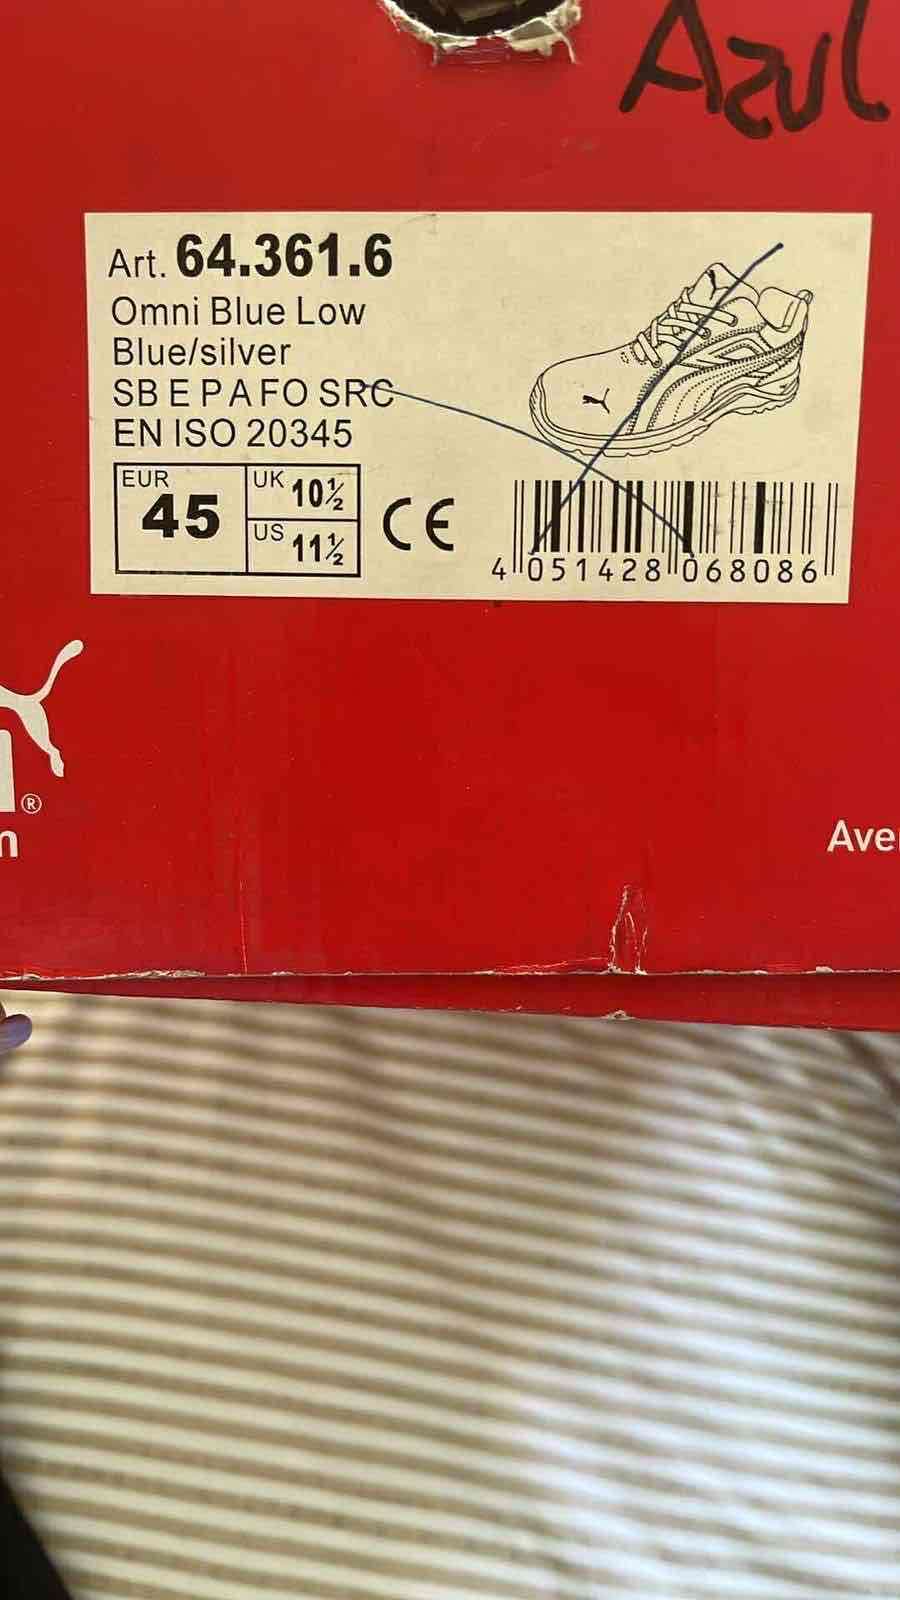 Azul
Art. 64.361.6
Omni Blue Low
Blue/silver
SB E P A FO SRC
EN ISO 20345
EUR 45
UK 10½
US 11½
CE
4 051428 068086
®
m
Ave